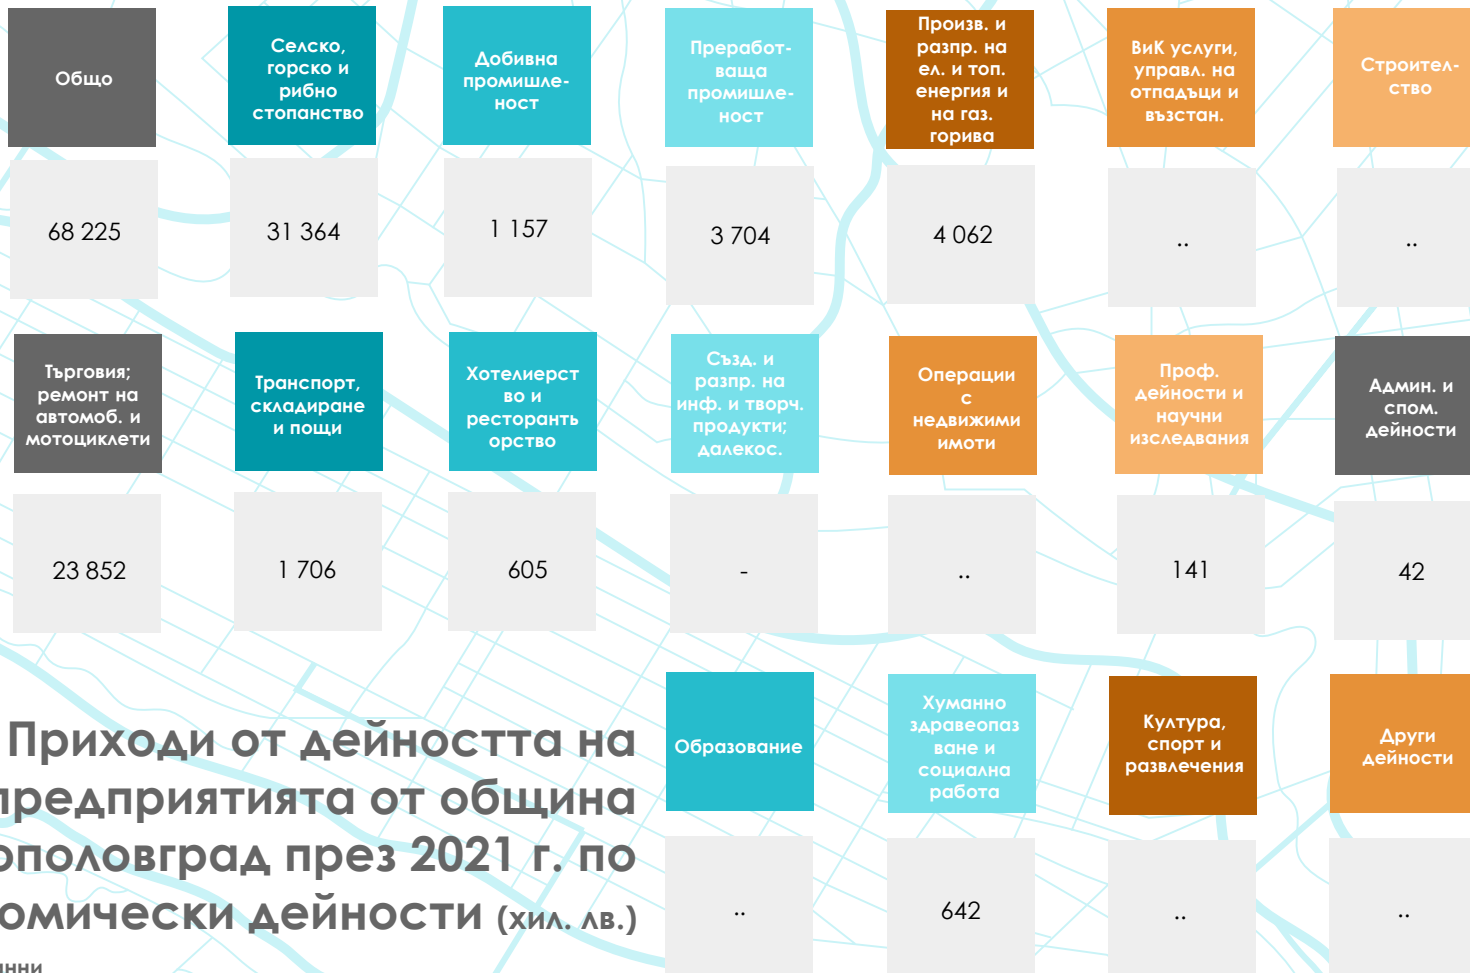 Общо
Селско,
горско и
рибно
стопанство
Добивна
промишле-
ност
Преработ-
ваща
промишле-
ност
Произв. и
разпр. на
ел. и топ.
енергия и
на газ.
горива
ВиК услуги,
управл. на
отпадъци и
възстан.
Строител-
ство
68 225
31 364
1 157
3 704
4 062
..
..
Търговия;
ремонт на
автомоб. и
мотоциклети
Транспорт,
складиране
и пощи
Хотелиерст
во и
ресторантъ
орство
Създ. и
разпр. на
инф. и творч.
продукти;
далекос.
Операции
с
недвижими
имоти
Проф.
дейности и
научни
изследвания
Админ. и
спом.
дейности
23 852
1 706
605
-
..
141
42
Приходи от дейността на
предприятията от община
ополовград през 2021 г. по
омически дейности (хил. лв.)
Образование
Хуманно
здравеопаз
ване и
социална
работа
Култура,
спорт и
развлечения
Други
дейности
..
642
..
..